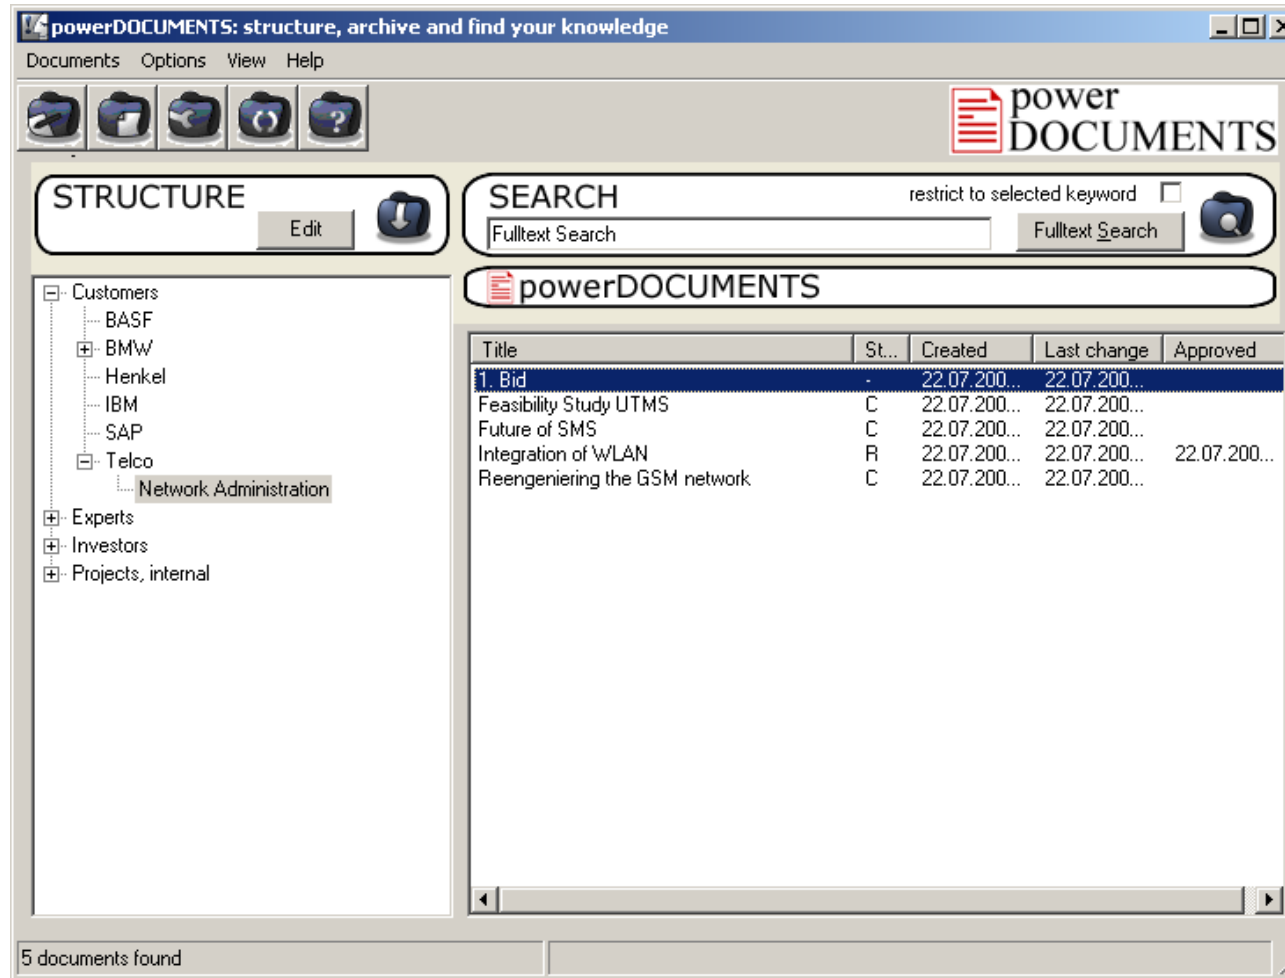 powerDOCUMENTS: structure, archive and find your knowledge
Documents Options View Help
power
DOCUMENTS
STRUCTURE
Edit
SEARCH
restrict to selected keyword
Fulltext Search
Fulltext Search
powerDOCUMENTS
Customers
BASF
BMW
Henkel
IBM
SAP
Telco
Network Administration
Experts
Investors
Projects, internal
Title St... Created Last change Approved
1. Bid - 22.07.200... 22.07.200...
Feasibility Study UTMS C 22.07.200... 22.07.200...
Future of SMS C 22.07.200... 22.07.200...
Integration of WLAN R 22.07.200... 22.07.200... 22.07.200...
Reengeniering the GSM network C 22.07.200... 22.07.200...
5 documents found